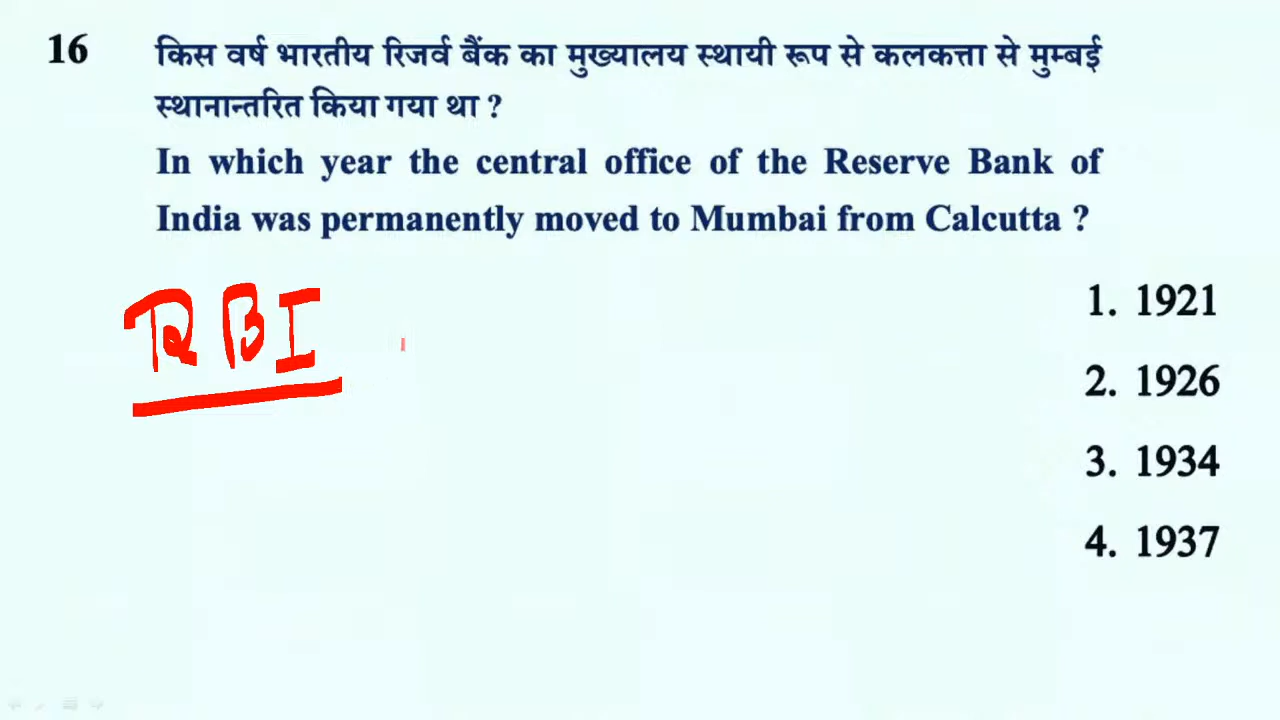 16 किस वर्ष भारतीय रिजर्व बैंक का मुख्यालय स्थायी रूप से कलकत्ता से मुम्बई
स्थानान्तरित किया गया था ?
In which year the central office of the Reserve Bank of
India was permanently moved to Mumbai from Calcutta ?
RBI
1. 1921
2. 1926
3. 1934
4. 1937